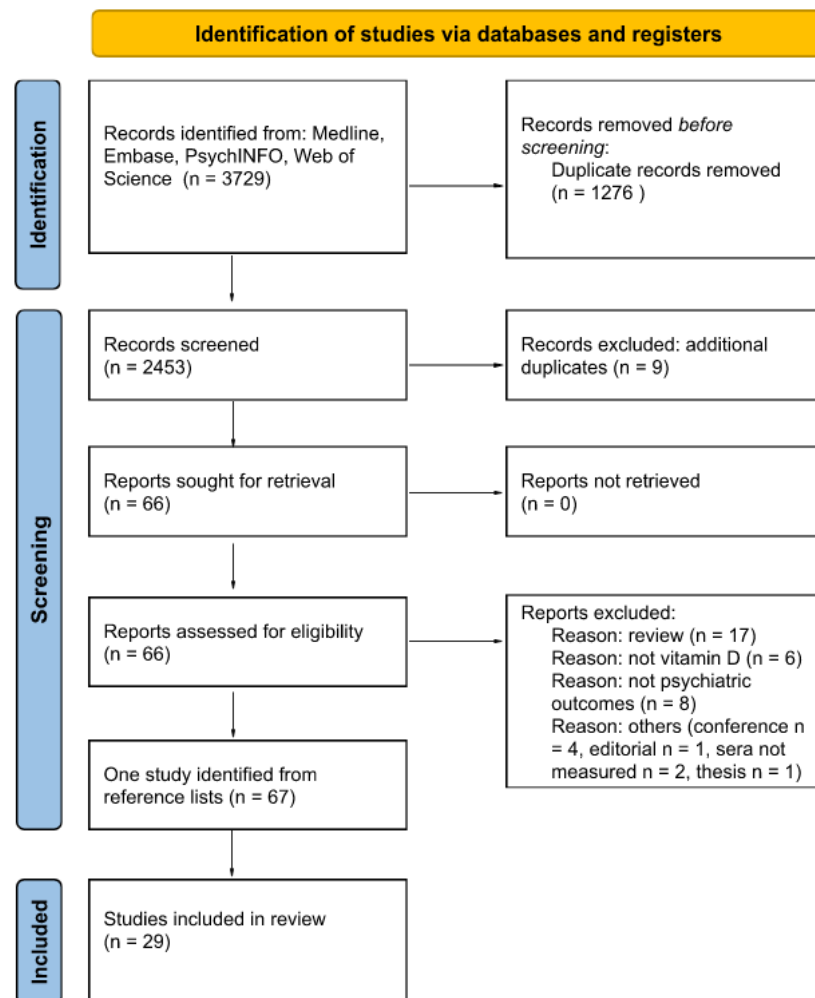 Identification of studies via databases and registers
Identification
Records identified from: Medline,
Embase, PsychINFO, Web of
Science (n = 3729)
Records removed before
screening:
Duplicate records removed
(n = 1276 )
Screening
Records screened
(n = 2453)
Records excluded: additional
duplicates (n = 9)
Reports sought for retrieval
(n = 66)
Reports not retrieved
(n = 0)
Reports assessed for eligibility
(n = 66)
Reports excluded:
Reason: review (n = 17)
Reason: not vitamin D (n = 6)
Reason: not psychiatric
outcomes (n = 8)
Reason: others (conference n
= 4, editorial n = 1, sera not
measured n = 2, thesis n = 1)
One study identified from
reference lists (n = 67)
Included
Studies included in review
(n = 29)